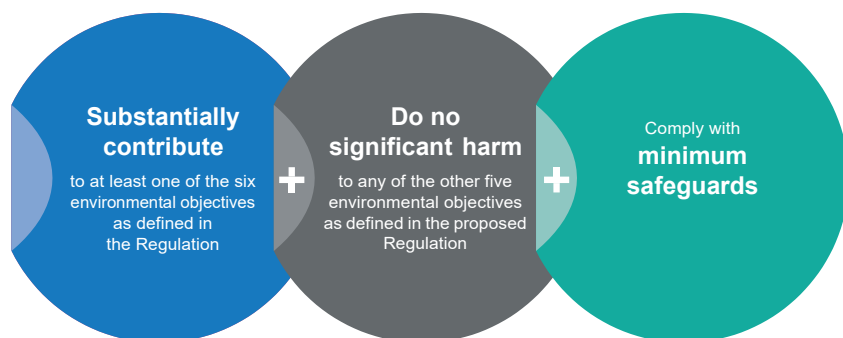 Substantially
contribute
to at least one of the six
environmental objectives
as defined in
the Regulation
+
Do no
significant harm
to any of the other five
environmental objectives
as defined in the proposed
Regulation
+
Comply with
minimum
safeguards